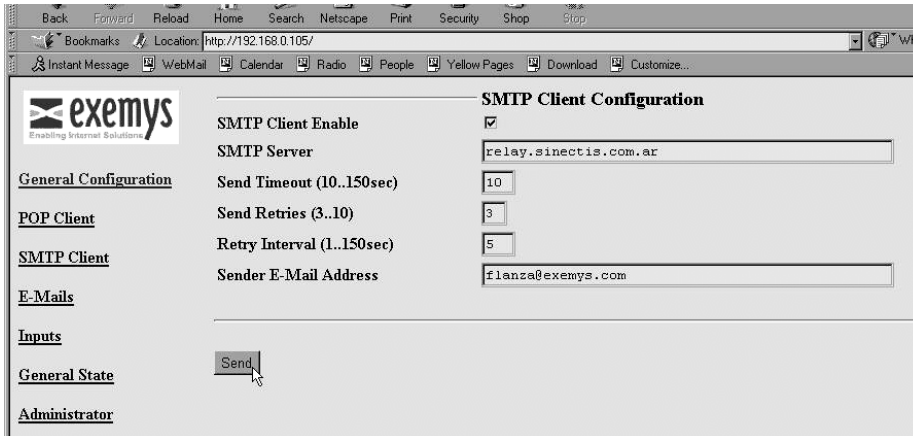 Back Forward Reload Home Search Netscape Print Security Shop Stop
Bookmarks Location: http://192.168.0.105/
Instant Message WebMail Calendar Radio People Yellow Pages Download Customize...
exemys
Enabling Internet Solutions
SMTP Client Configuration
SMTP Client Enable
SMTP Server relay.sinectis.com.ar
Send Timeout (10..150sec) 10
Send Retries (3..10) 3
Retry Interval (1..150sec) 5
Sender E-Mail Address flanza@exemys.com
Send
General Configuration
POP Client
SMTP Client
E-Mails
Inputs
General State
Administrator